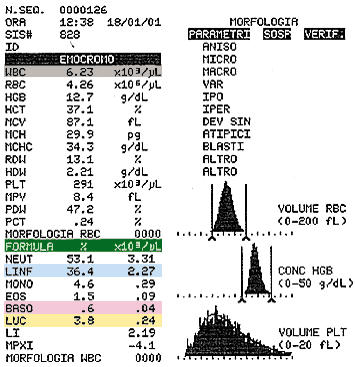 N.SEQ. 0000126
ORA 12:38 18/01/01
SIS# 828
ID
EMOCROMO
WBC 6.23 x10³/µL
RBC 4.26 x10⁶/µL
HGB 12.7 g/dL
HCT 37.1 %
MCV 87.1 fL
MCH 29.9 pg
MCHC 34.3 g/dL
RDW 13.1 %
HDW 2.21 g/dL
PLT 291 x10³/µL
MPV 8.4 fL
PDW 47.2 %
PCT .24 %
MORFOLOGIA RBC 0000
FORMULA % x10³/µL
NEUT 53.1 3.31
LINF 36.4 2.27
MONO 4.6 .29
EOS 1.5 .09
BASO .6 .04
LUC 3.8 .24
LI 2.19
MPXI -4.1
MORFOLOGIA WBC 0000
MORFOLOGIA
PARAMETRI SOSP VERIF.
ANISO
MICRO
MACRO
VAR
IPO
IPER
DEV SIN
ATIPICI
BLASTI
ALTRO
ALTRO
VOLUME RBC
(0-200 fL)
CONC HGB
(0-50 g/dL)
VOLUME PLT
(0-20 fL)